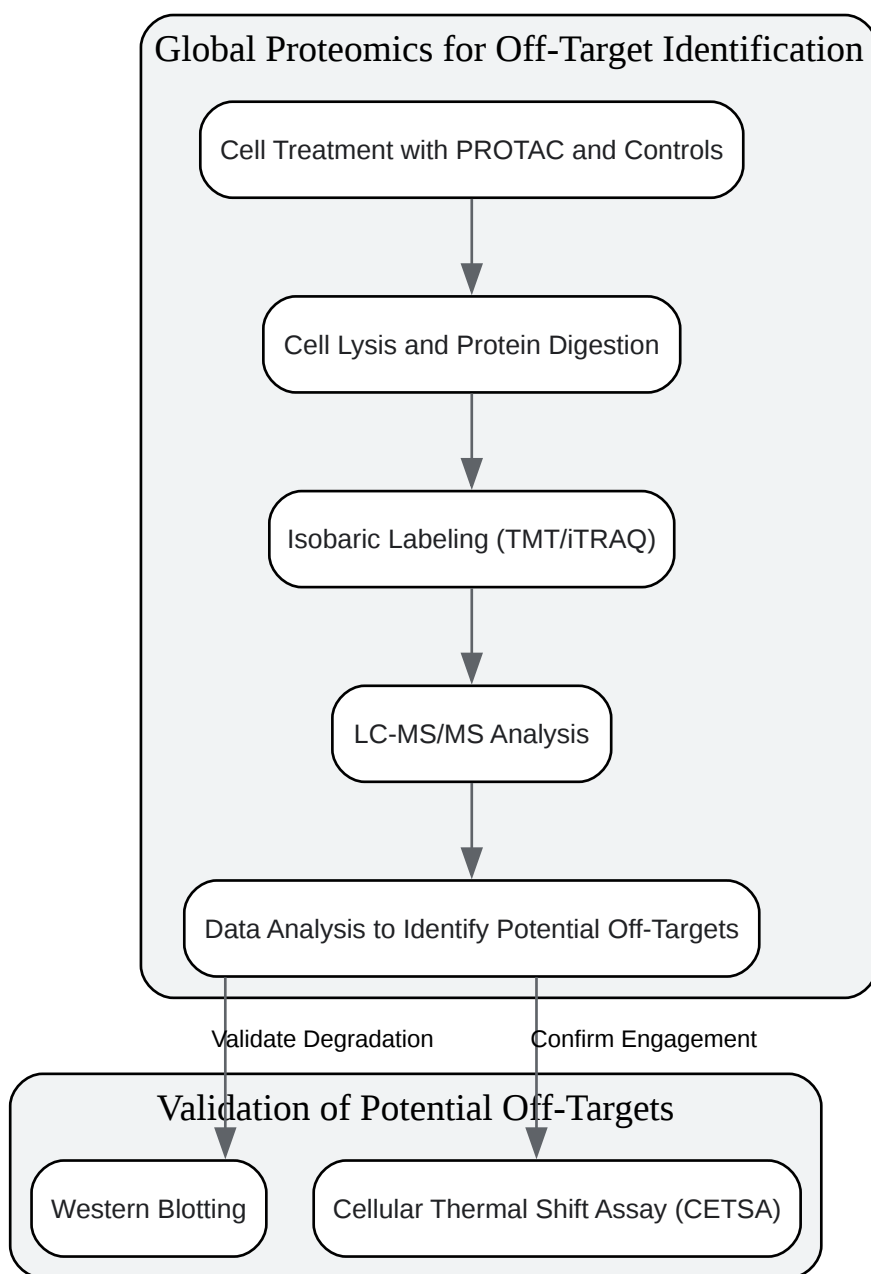 Global Proteomics for Off-Target Identification
Cell Treatment with PROTAC and Controls
Cell Lysis and Protein Digestion
Isobaric Labeling (TMT/iTRAQ)
LC-MS/MS Analysis
Data Analysis to Identify Potential Off-Targets
Validate Degradation
Confirm Engagement
Validation of Potential Off-Targets
Western Blotting
Cellular Thermal Shift Assay (CETSA)